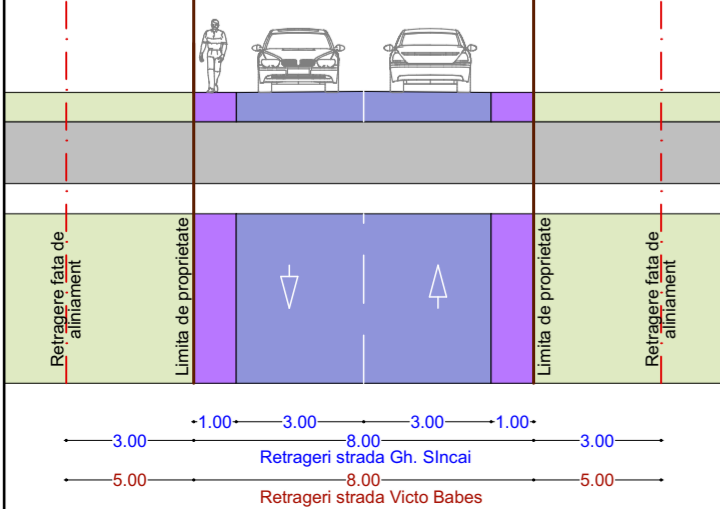 Retragere fata de
aliniament
Limita de proprietate
Limita de proprietate
Retragere fata de
aliniament
1.00 3.00 3.00 1.00
3.00 8.00 3.00
Retrageri strada Gh. SIncai
5.00 8.00 5.00
Retrageri strada Victo Babes